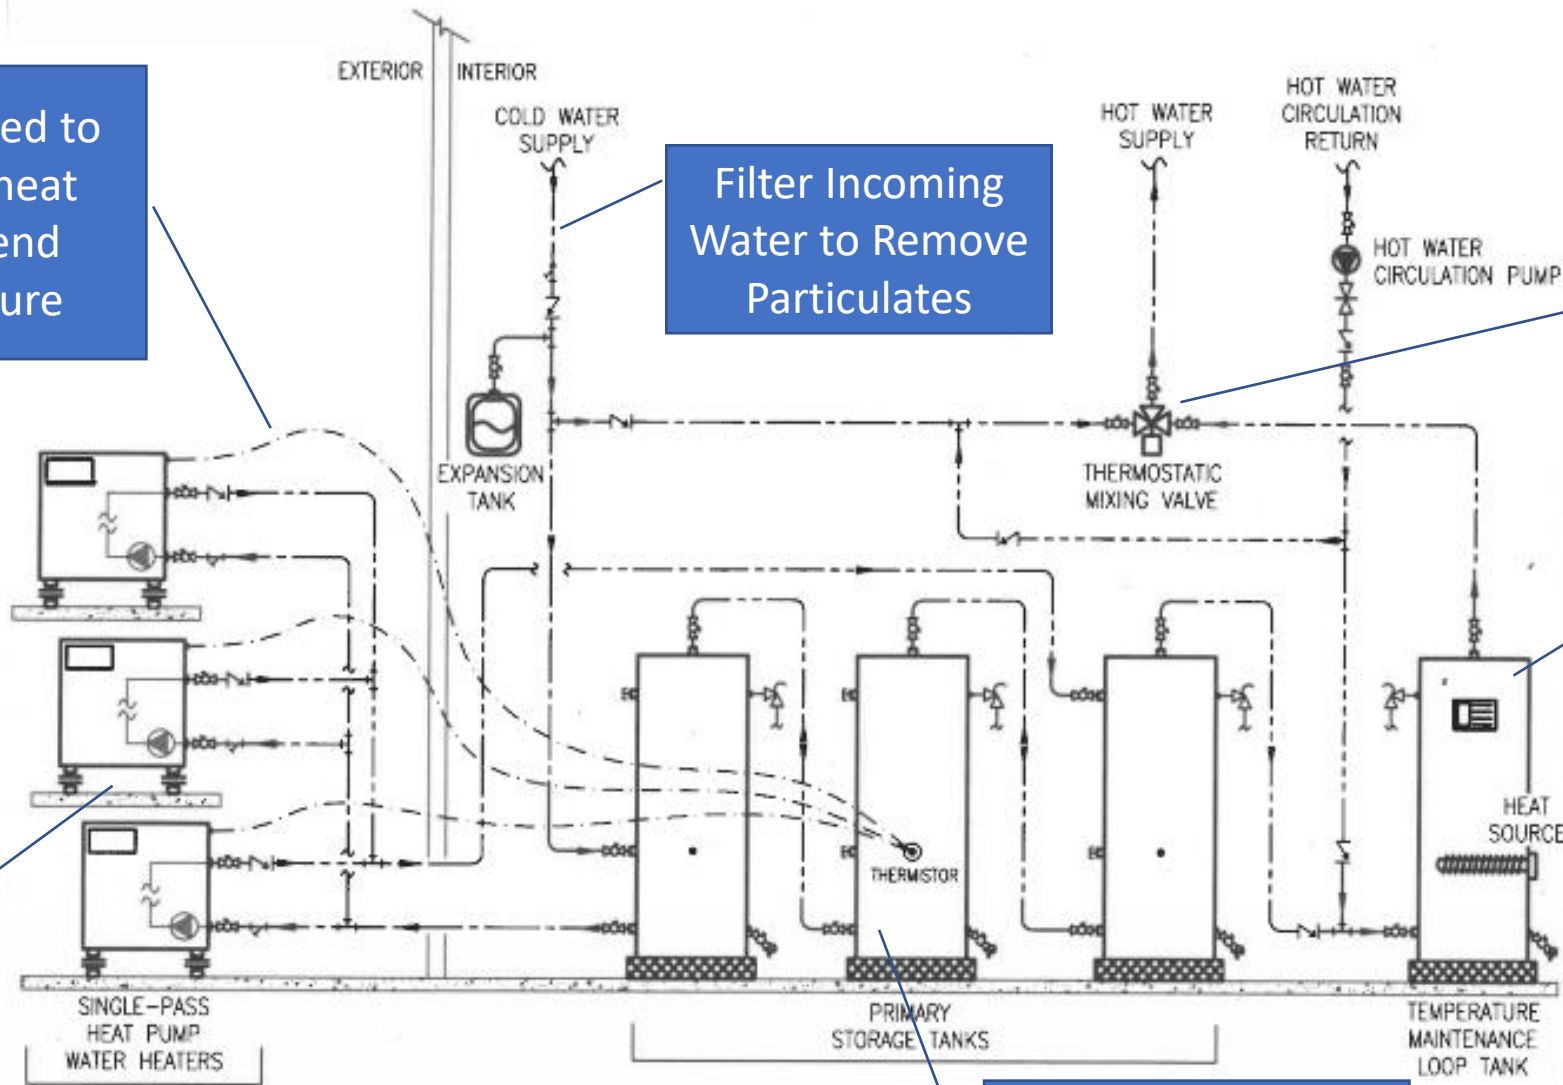 EXTERIOR
INTERIOR
COLD WATER
SUPPLY
HOT WATER
SUPPLY
HOT WATER
CIRCULATION
RETURN
ed to
heat
end
ure
Filter Incoming
Water to Remove
Particulates
HOT WATER
CIRCULATION PUMP
EXPANSION
TANK
THERMOSTATIC
MIXING VALVE
THERMISTOR
HEAT
SOURCE
SINGLE-PASS
HEAT PUMP
WATER HEATERS
PRIMARY
STORAGE TANKS
TEMPERATURE
MAINTENANCE
LOOP TANK